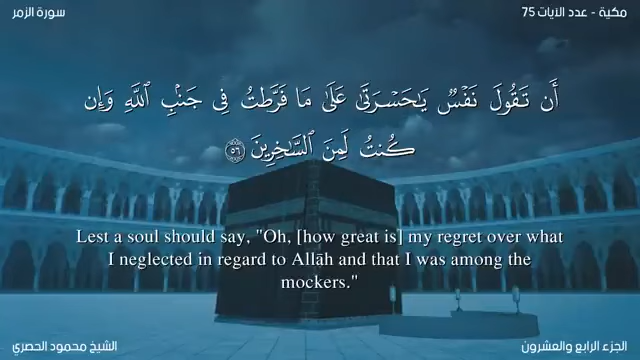 مكية - عدد الآيات 75
سورة الزمر
أَن تَقُولَ نَفْسٌ يَـٰحَسْرَتَىٰ عَلَىٰ مَا فَرَّطتُ فِى جَنۢبِ ٱللَّهِ وَإِن
كُنتُ لَمِنَ ٱلسَّـٰخِرِينَ ٥٦
Lest a soul should say, "Oh, [how great is] my regret over what
I neglected in regard to Allāh and that I was among the
mockers."
الجزء الرابع والعشرون
الشيخ محمود الحصري